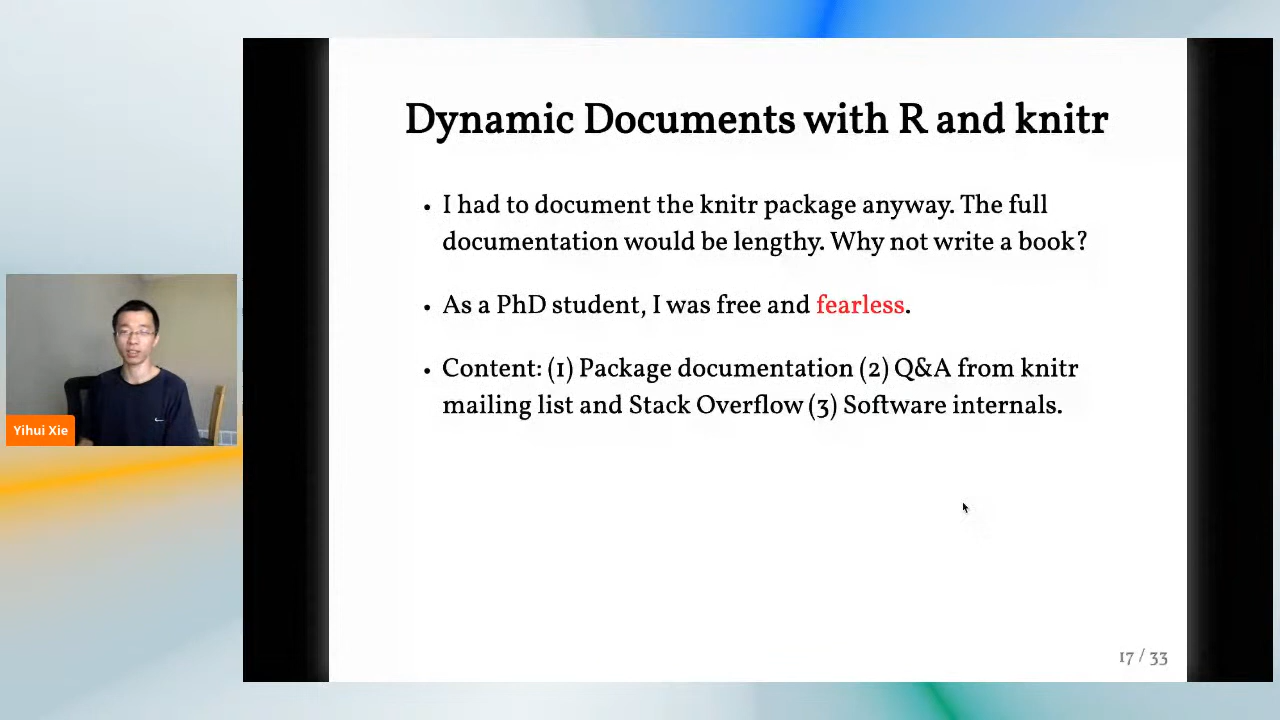 Dynamic Documents with R and knitr
• I had to document the knitr package anyway. The full
documentation would be lengthy. Why not write a book?
• As a PhD student, I was free and fearless.
• Content: (1) Package documentation (2) Q&A from knitr
mailing list and Stack Overflow (3) Software internals.
Yihui Xie
17 / 33